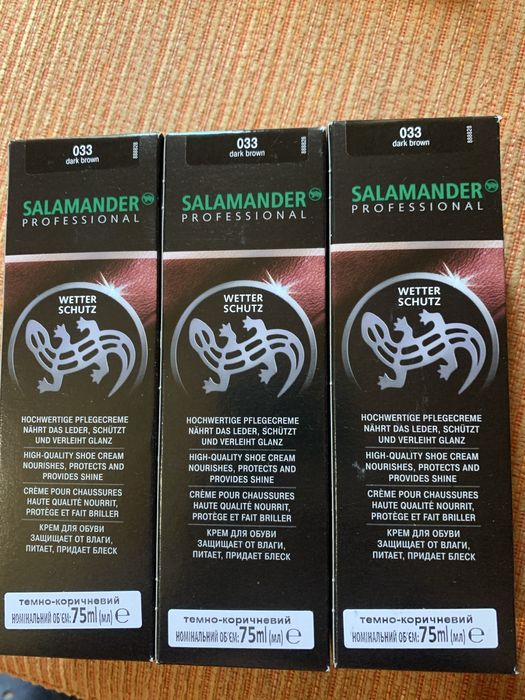 033
dark brown
888828
SALAMANDER
PROFESSIONAL
WETTER
SCHUTZ
HOCHWERTIGE PFLEGECREME
NÄHRT DAS LEDER, SCHÜTZT
UND VERLEIHT GLANZ
HIGH-QUALITY SHOE CREAM
NOURISHES, PROTECTS AND
PROVIDES SHINE
CRÈME POUR CHAUSSURES
HAUTE QUALITÉ NOURRIT,
PROTÈGE ET FAIT BRILLER
КРЕМ ДЛЯ ОБУВИ
ЗАЩИЩАЕТ ОТ ВЛАГИ,
ПИТАЕТ, ПРИДАЕТ БЛЕСК
темно-коричневий
НОМІНАЛЬНИЙ ОБ'ЄМ: 75ml (мл) ℮
033
dark brown
888828
SALAMANDER
PROFESSIONAL
WETTER
SCHUTZ
HOCHWERTIGE PFLEGECREME
NÄHRT DAS LEDER, SCHÜTZT
UND VERLEIHT GLANZ
HIGH-QUALITY SHOE CREAM
NOURISHES, PROTECTS AND
PROVIDES SHINE
CRÈME POUR CHAUSSURES
HAUTE QUALITÉ NOURRIT,
PROTÈGE ET FAIT BRILLER
КРЕМ ДЛЯ ОБУВИ
ЗАЩИЩАЕТ ОТ ВЛАГИ,
ПИТАЕТ, ПРИДАЕТ БЛЕСК
темно-коричневий
НОМІНАЛЬНИЙ ОБ'ЄМ: 75ml (мл) ℮
033
dark brown
888828
SALAMANDER
PROFESSIONAL
WETTER
SCHUTZ
HOCHWERTIGE PFLEGECREME
NÄHRT DAS LEDER, SCHÜTZT
UND VERLEIHT GLANZ
HIGH-QUALITY SHOE CREAM
NOURISHES, PROTECTS AND
PROVIDES SHINE
CRÈME POUR CHAUSSURES
HAUTE QUALITÉ NOURRIT,
PROTÈGE ET FAIT BRILLER
КРЕМ ДЛЯ ОБУВИ
ЗАЩИЩАЕТ ОТ ВЛАГИ,
ПИТАЕТ, ПРИДАЕТ БЛЕСК
темно-коричневий
НОМІНАЛЬНИЙ ОБ'ЄМ: 75ml (мл) ℮